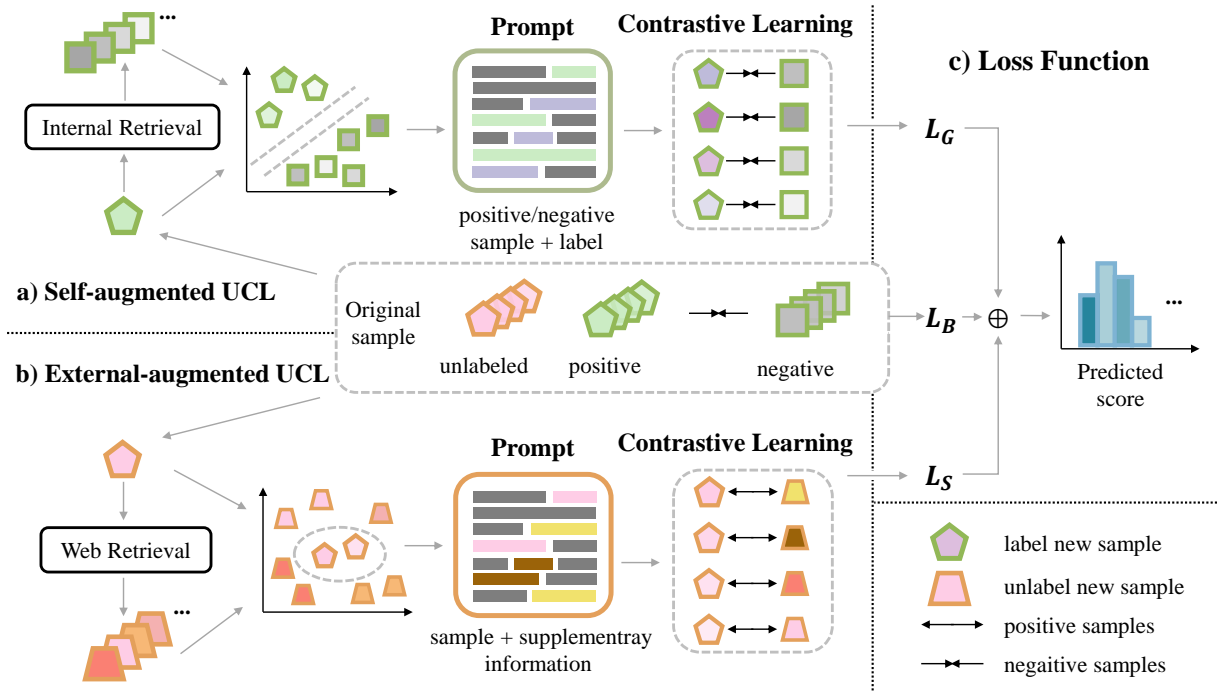 ...
Internal Retrieval
Prompt
positive/negative
sample + label
Contrastive Learning
a) Self-augmented UCL
Original
sample
unlabeled
positive
negative
b) External-augmented UCL
Web Retrieval
...
Prompt
sample + supplementray
information
Contrastive Learning
c) Loss Function
L_G
L_B
⊕
L_S
...
Predicted
score
label new sample
unlabel new sample
positive samples
negaitive samples